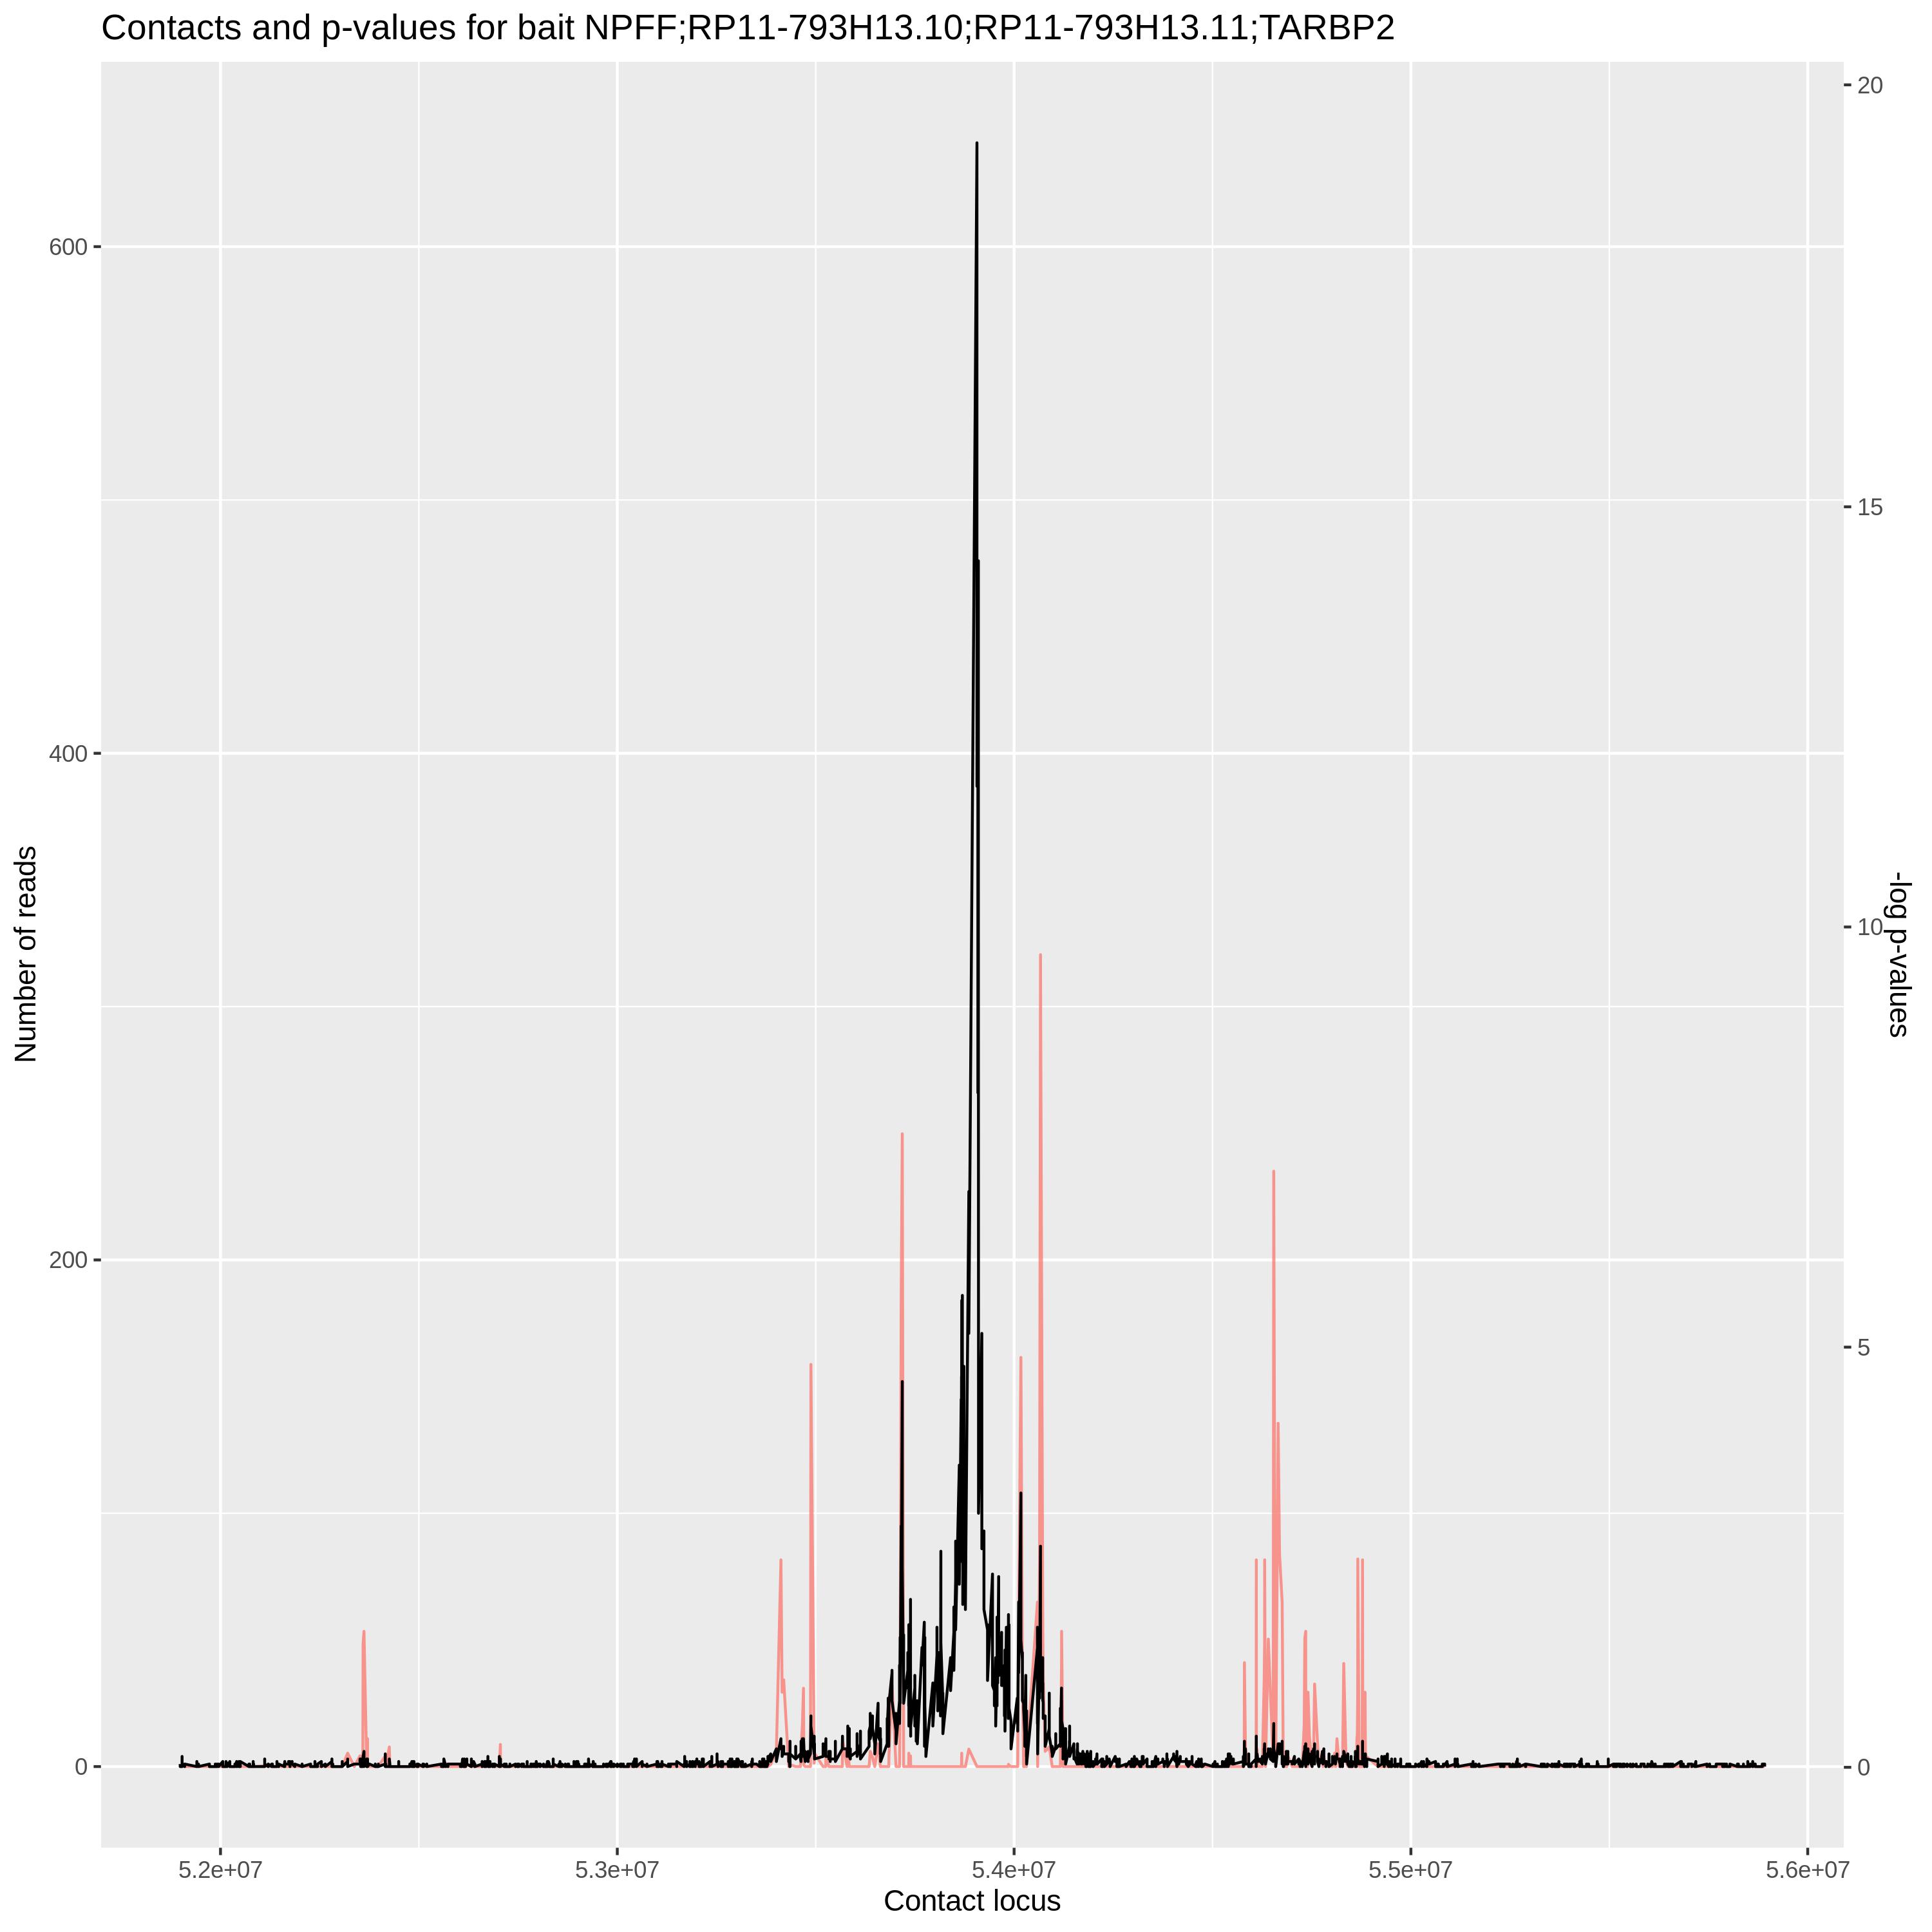 Contacts and p-values for bait NPFF;RP11-793H13.10;RP11-793H13.11;TARBP2
20
600
15
400
Number of reads
10
-log p-values
200
5
0
0
5.2e+07 5.3e+07 5.4e+07 5.5e+07 5.6e+07
Contact locus